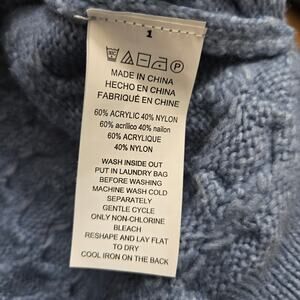 1
MADE IN CHINA
HECHO EN CHINA
FABRIQUÉ EN CHINE
60% ACRYLIC 40% NYLON
60% acrílico 40% nailon
60% ACRYLIQUE
40% NYLON
WASH INSIDE OUT
PUT IN LAUNDRY BAG
BEFORE WASHING
MACHINE WASH COLD
SEPARATELY
GENTLE CYCLE
ONLY NON-CHLORINE
BLEACH
RESHAPE AND LAY FLAT
TO DRY
COOL IRON ON THE BACK